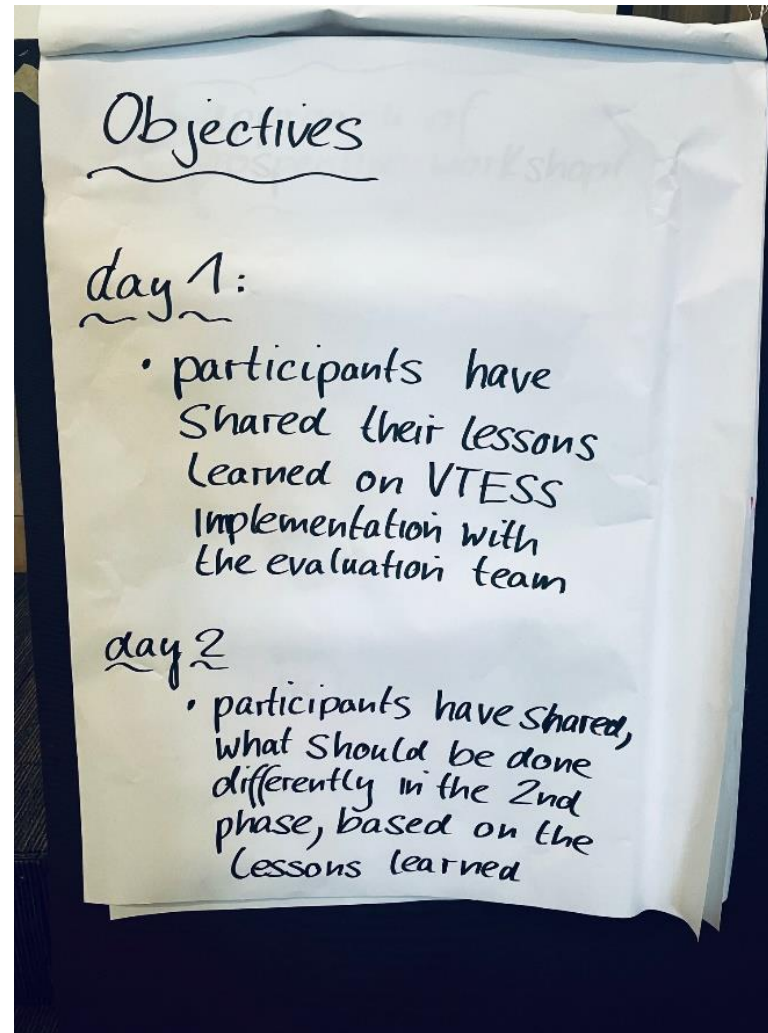 Objectives
day 1:
• participants have
shared their lessons
learned on VTESS
Implementation with
the evaluation team
day 2
• participants have shared,
what should be done
differently in the 2nd
phase, based on the
lessons learned